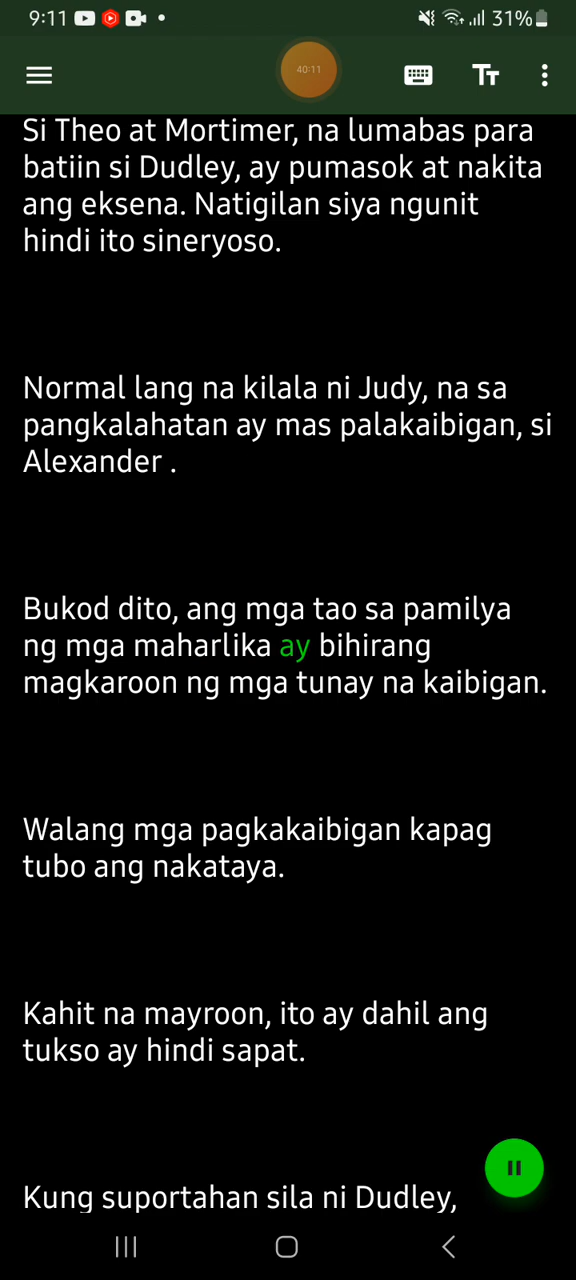 9:11
31%
40:11
Si Theo at Mortimer, na lumabas para
batiin si Dudley, ay pumasok at nakita
ang eksena. Natigilan siya ngunit
hindi ito sineryoso.
Normal lang na kilala ni Judy, na sa
pangkalahatan ay mas palakaibigan, si
Alexander .
Bukod dito, ang mga tao sa pamilya
ng mga maharlika ay bihirang
magkaroon ng mga tunay na kaibigan.
Walang mga pagkakaibigan kapag
tubo ang nakataya.
Kahit na mayroon, ito ay dahil ang
tukso ay hindi sapat.
Kung suportahan sila ni Dudley,